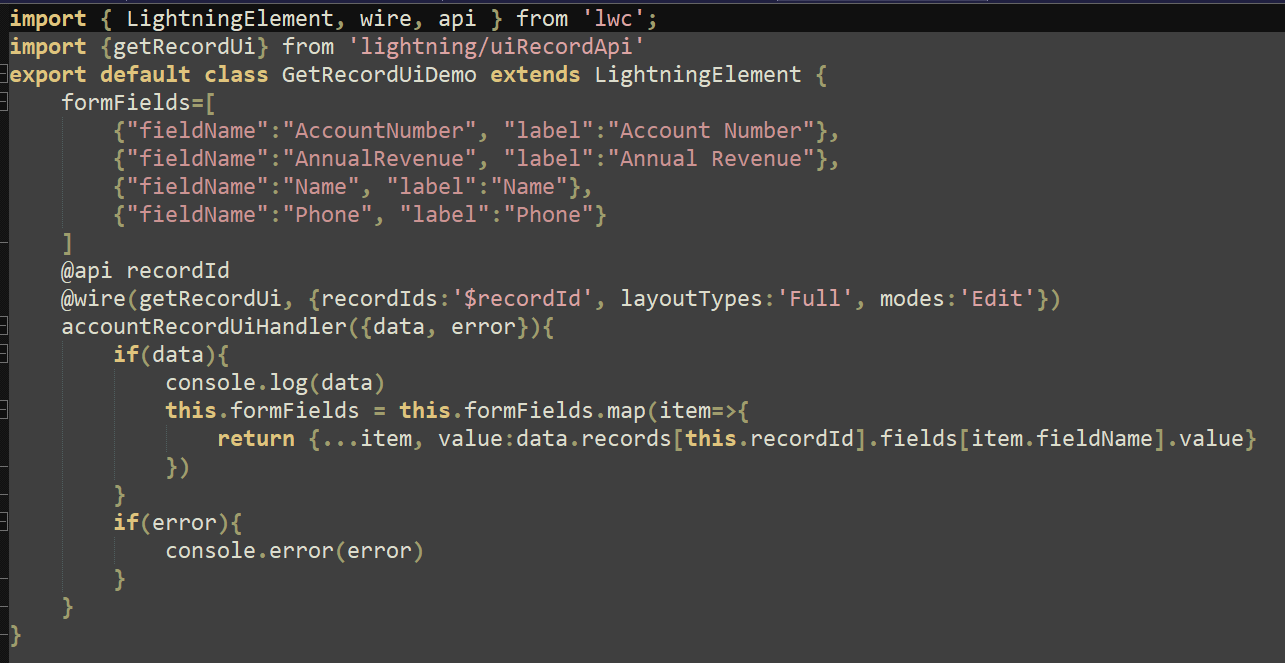 import { LightningElement, wire, api } from 'lwc';
import {getRecordUi} from 'lightning/uiRecordApi'
export default class GetRecordUiDemo extends LightningElement {
    formFields=[
        {"fieldName":"AccountNumber", "label":"Account Number"},
        {"fieldName":"AnnualRevenue", "label":"Annual Revenue"},
        {"fieldName":"Name", "label":"Name"},
        {"fieldName":"Phone", "label":"Phone"}
    ]
    @api recordId
    @wire(getRecordUi, {recordIds:'$recordId', layoutTypes:'Full', modes:'Edit'})
    accountRecordUiHandler({data, error}){
        if(data){
            console.log(data)
            this.formFields = this.formFields.map(item=>{
                return {...item, value:data.records[this.recordId].fields[item.fieldName].value}
            })
        }
        if(error){
            console.error(error)
        }
    }
}